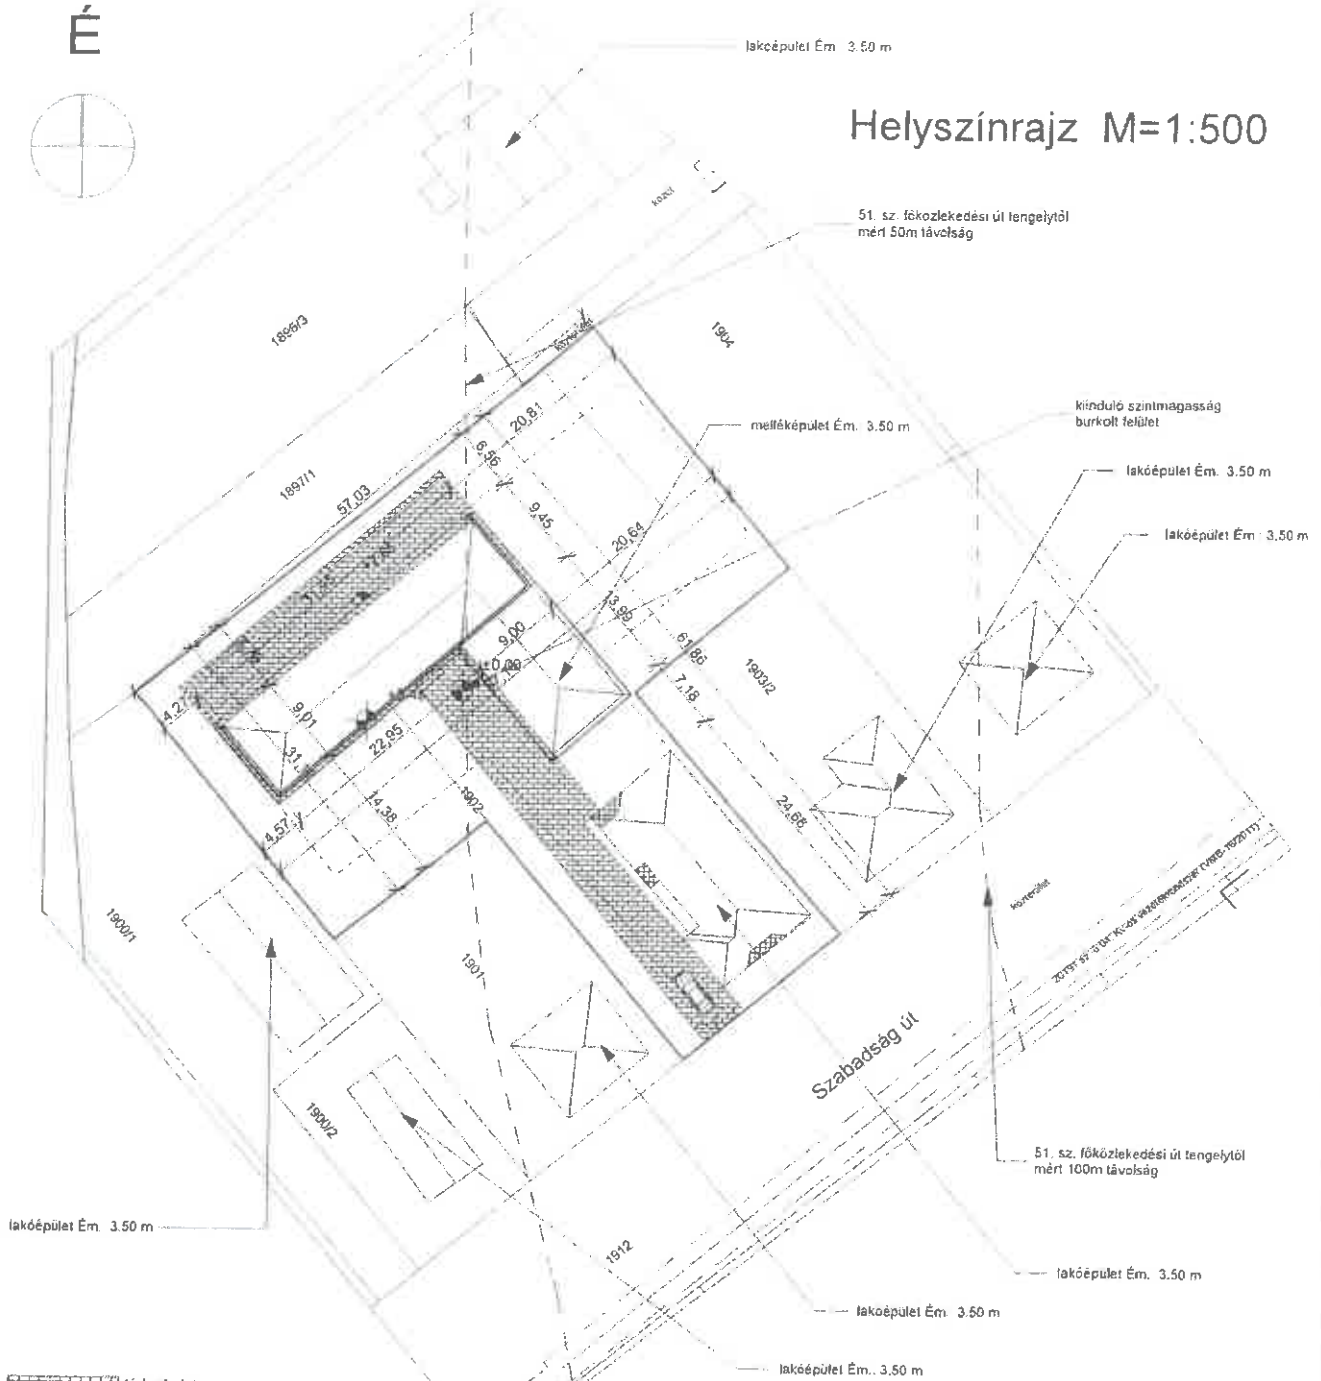 É
lakóépület Ém. 3.50 m
Helyszínrajz M=1:500
közút
51. sz. főközlekedési út tengelytől
mért 50m távolság
1896/3
1904
közterület
kiinduló szintmagasság
burkolt felület
melléképület Ém. 3.50 m
20,81
6,56
lakóépület Ém. 3.50 m
1897/1
57,03
9,45
20,64
lakóépület Ém. 3.50 m
13,99
9,00
61,86
±0,00
1903/2
7,18
4,27
9,01
22,95
14,38
1902
24,66
4,57
közterület
1900/1
1901
Szabadság út
1900/2
51. sz. főközlekedési út tengelytől
mért 100m távolság
lakóépület Ém. 3.50 m
1912
lakóépület Ém. 3.50 m
lakóépület Ém. 3.50 m
lakóépület Ém.. 3.50 m